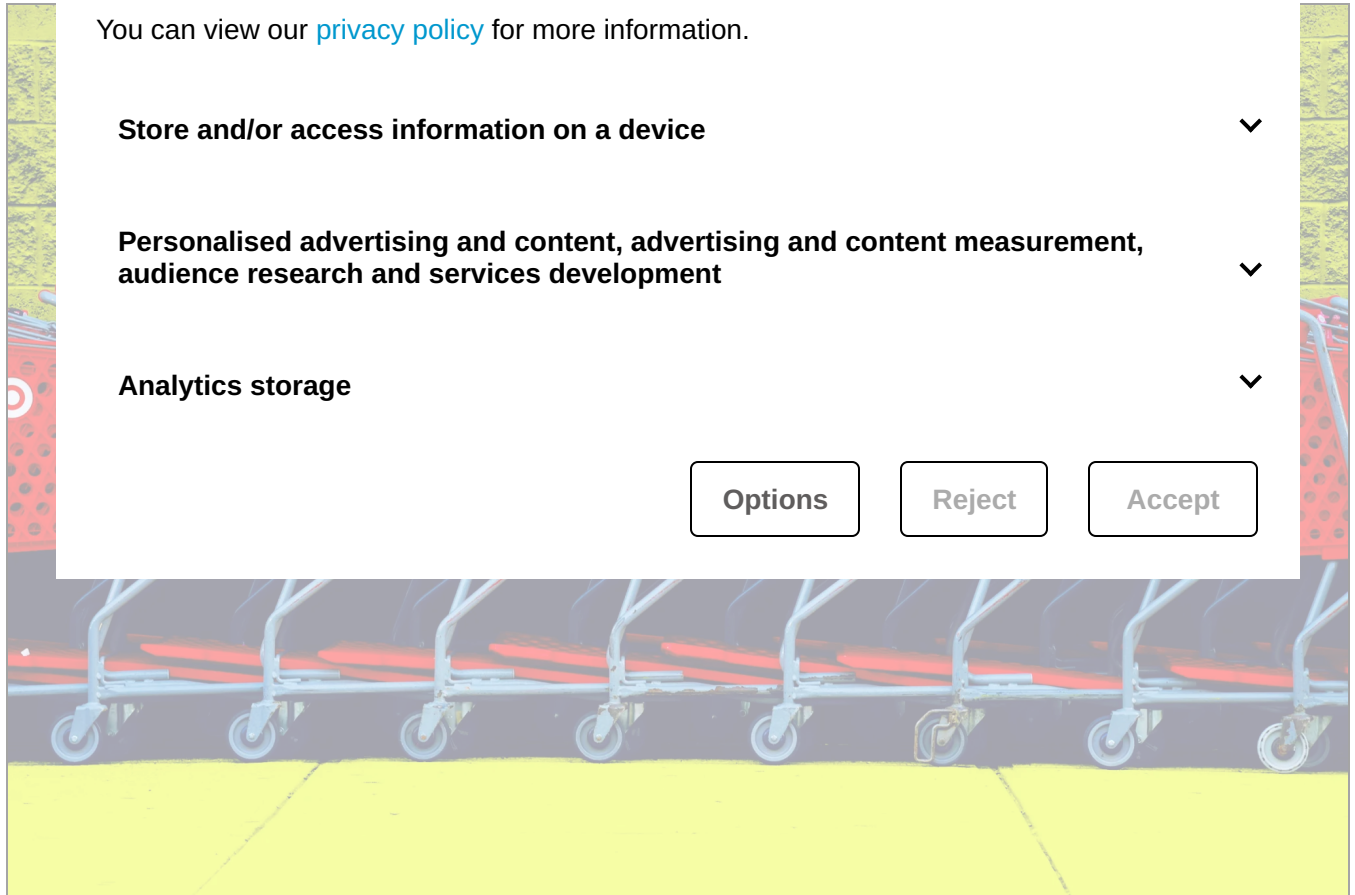 You can view our privacy policy for more information.
Store and/or access information on a device
Personalised advertising and content, advertising and content measurement,
audience research and services development
Analytics storage
Options Reject Accept